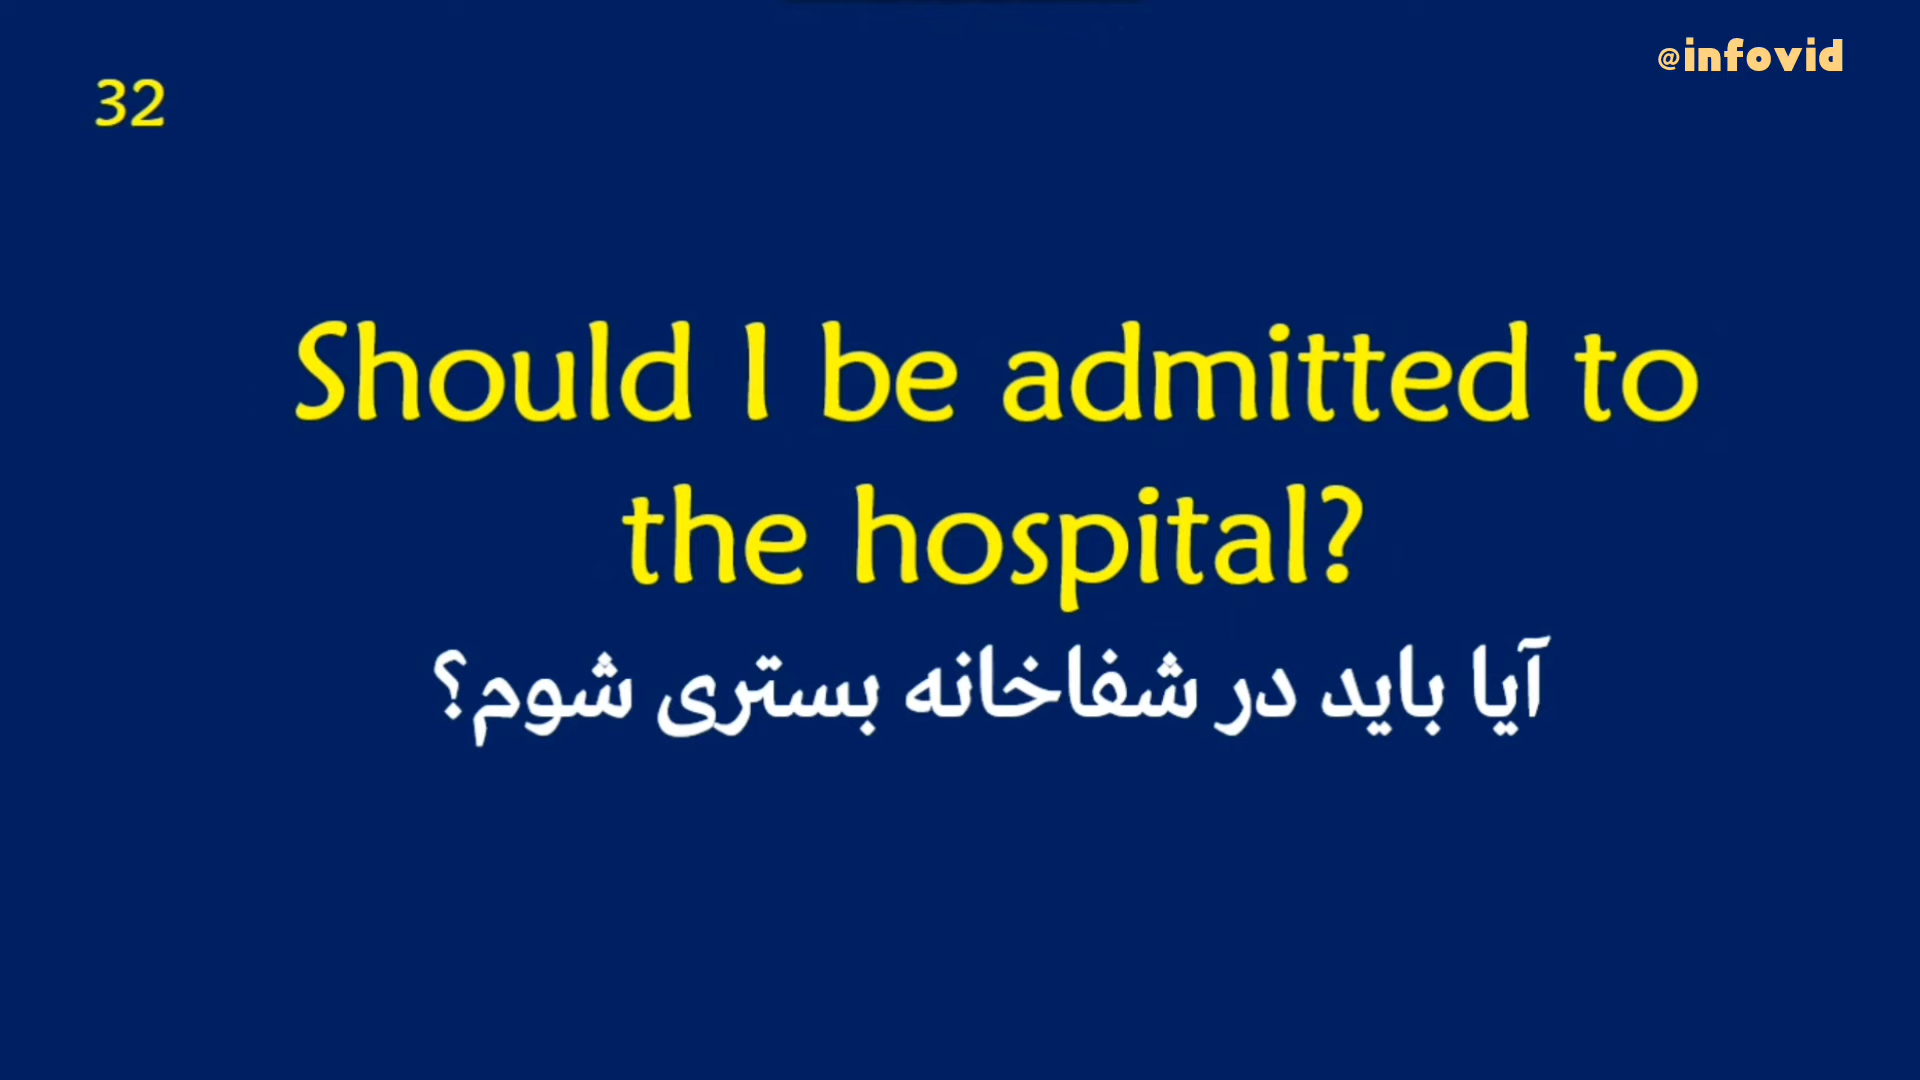 @infovid
32
Should I be admitted to
the hospital?
آیا باید در شفاخانه بستری شوم؟